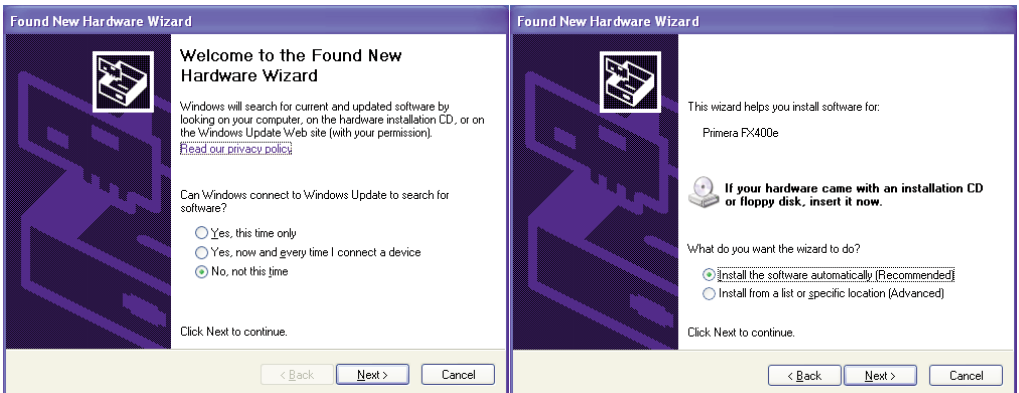 Found New Hardware Wizard
Welcome to the Found New
Hardware Wizard
Windows will search for current and updated software by
looking on your computer, on the hardware installation CD, or on
the Windows Update Web site (with your permission).
Read our privacy policy
Can Windows connect to Windows Update to search for
software?
Yes, this time only
Yes, now and every time I connect a device
No, not this time
Click Next to continue.
< Back
Next >
Cancel
Found New Hardware Wizard
This wizard helps you install software for:
Primera FX400e
If your hardware came with an installation CD
or floppy disk, insert it now.
What do you want the wizard to do?
Install the software automatically (Recommended)
Install from a list or specific location (Advanced)
Click Next to continue.
< Back
Next >
Cancel